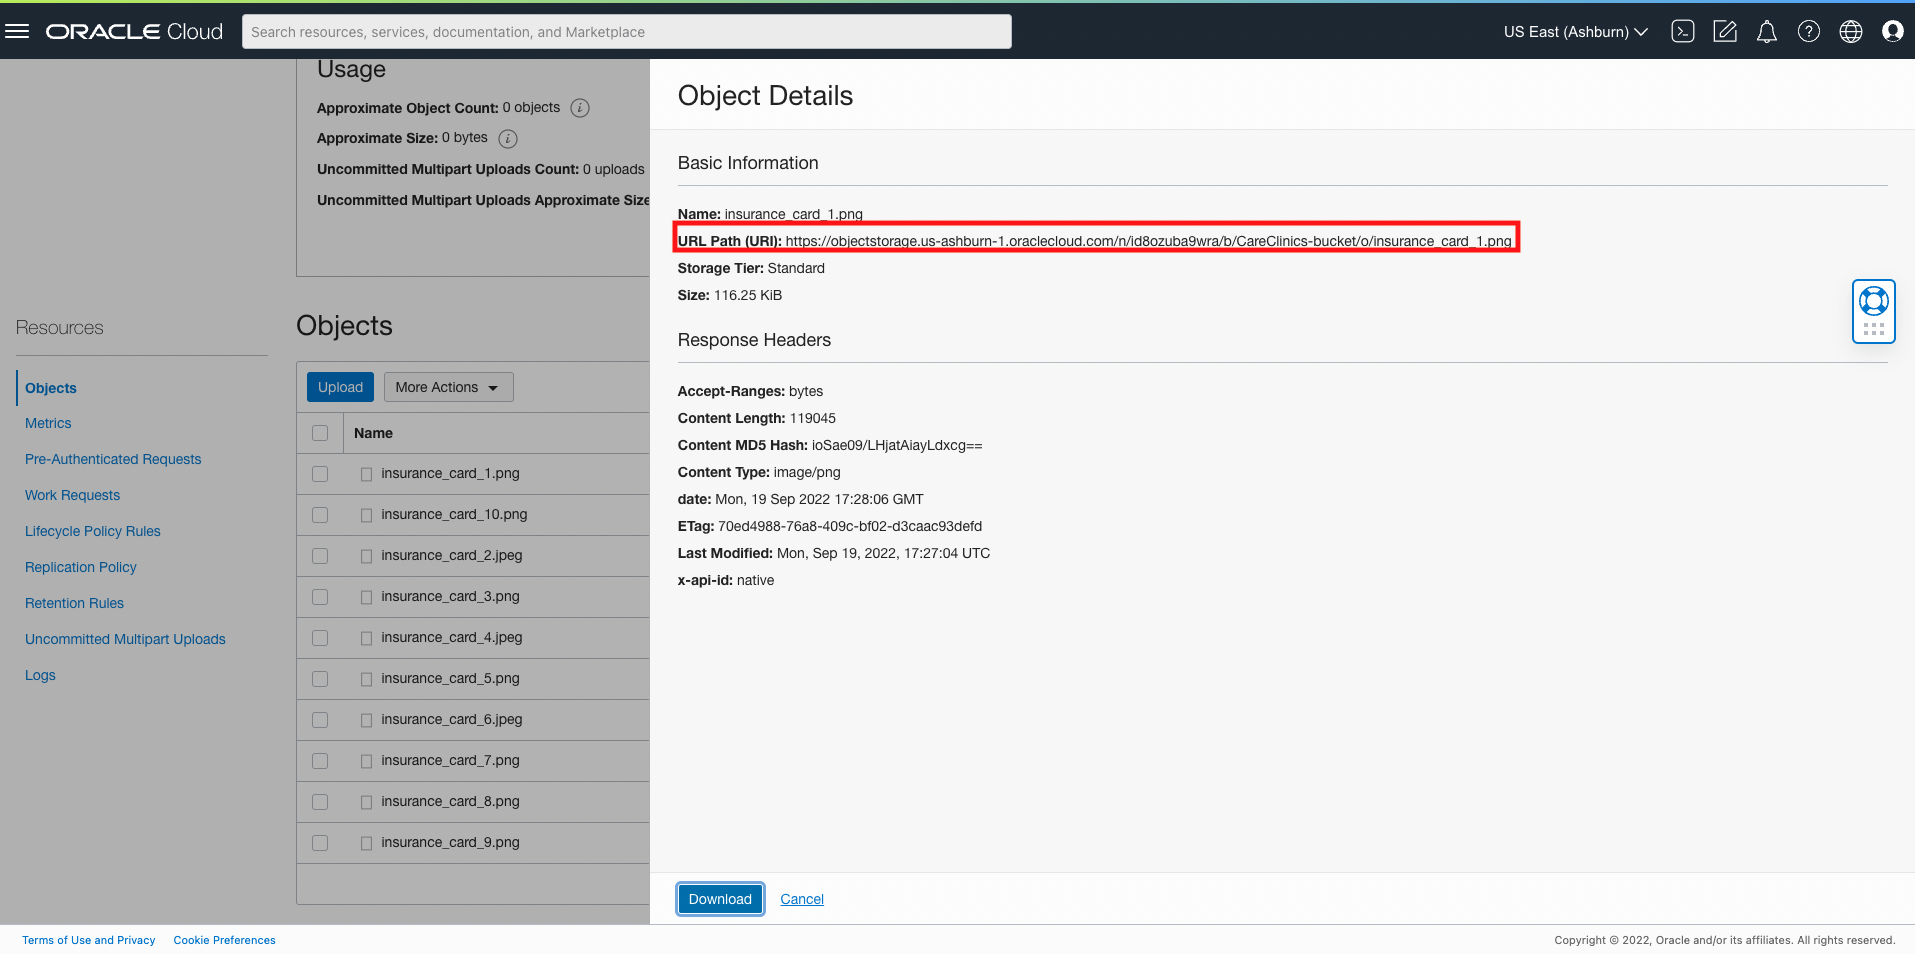 ORACLE Cloud
Search resources, services, documentation, and Marketplace
US East (Ashburn)
Usage
Approximate Object Count: 0 objects
Approximate Size: 0 bytes
Uncommitted Multipart Uploads Count: 0 uploads
Uncommitted Multipart Uploads Approximate Size
Resources
Objects
Metrics
Pre-Authenticated Requests
Work Requests
Lifecycle Policy Rules
Replication Policy
Retention Rules
Uncommitted Multipart Uploads
Logs
Objects
Upload
More Actions
Name
insurance_card_1.png
insurance_card_10.png
insurance_card_2.jpeg
insurance_card_3.png
insurance_card_4.jpeg
insurance_card_5.png
insurance_card_6.jpeg
insurance_card_7.png
insurance_card_8.png
insurance_card_9.png
Object Details
Basic Information
Name: insurance_card_1.png
URL Path (URI): https://objectstorage.us-ashburn-1.oraclecloud.com/n/id8ozuba9wra/b/CareClinics-bucket/o/insurance_card_1.png
Storage Tier: Standard
Size: 116.25 KiB
Response Headers
Accept-Ranges: bytes
Content Length: 119045
Content MD5 Hash: ioSae09/LHjatAiayLdxcg==
Content Type: image/png
date: Mon, 19 Sep 2022 17:28:06 GMT
ETag: 70ed4988-76a8-409c-bf02-d3caac93defd
Last Modified: Mon, Sep 19, 2022, 17:27:04 UTC
x-api-id: native
Download
Cancel
Terms of Use and Privacy
Cookie Preferences
Copyright © 2022, Oracle and/or its affiliates. All rights reserved.